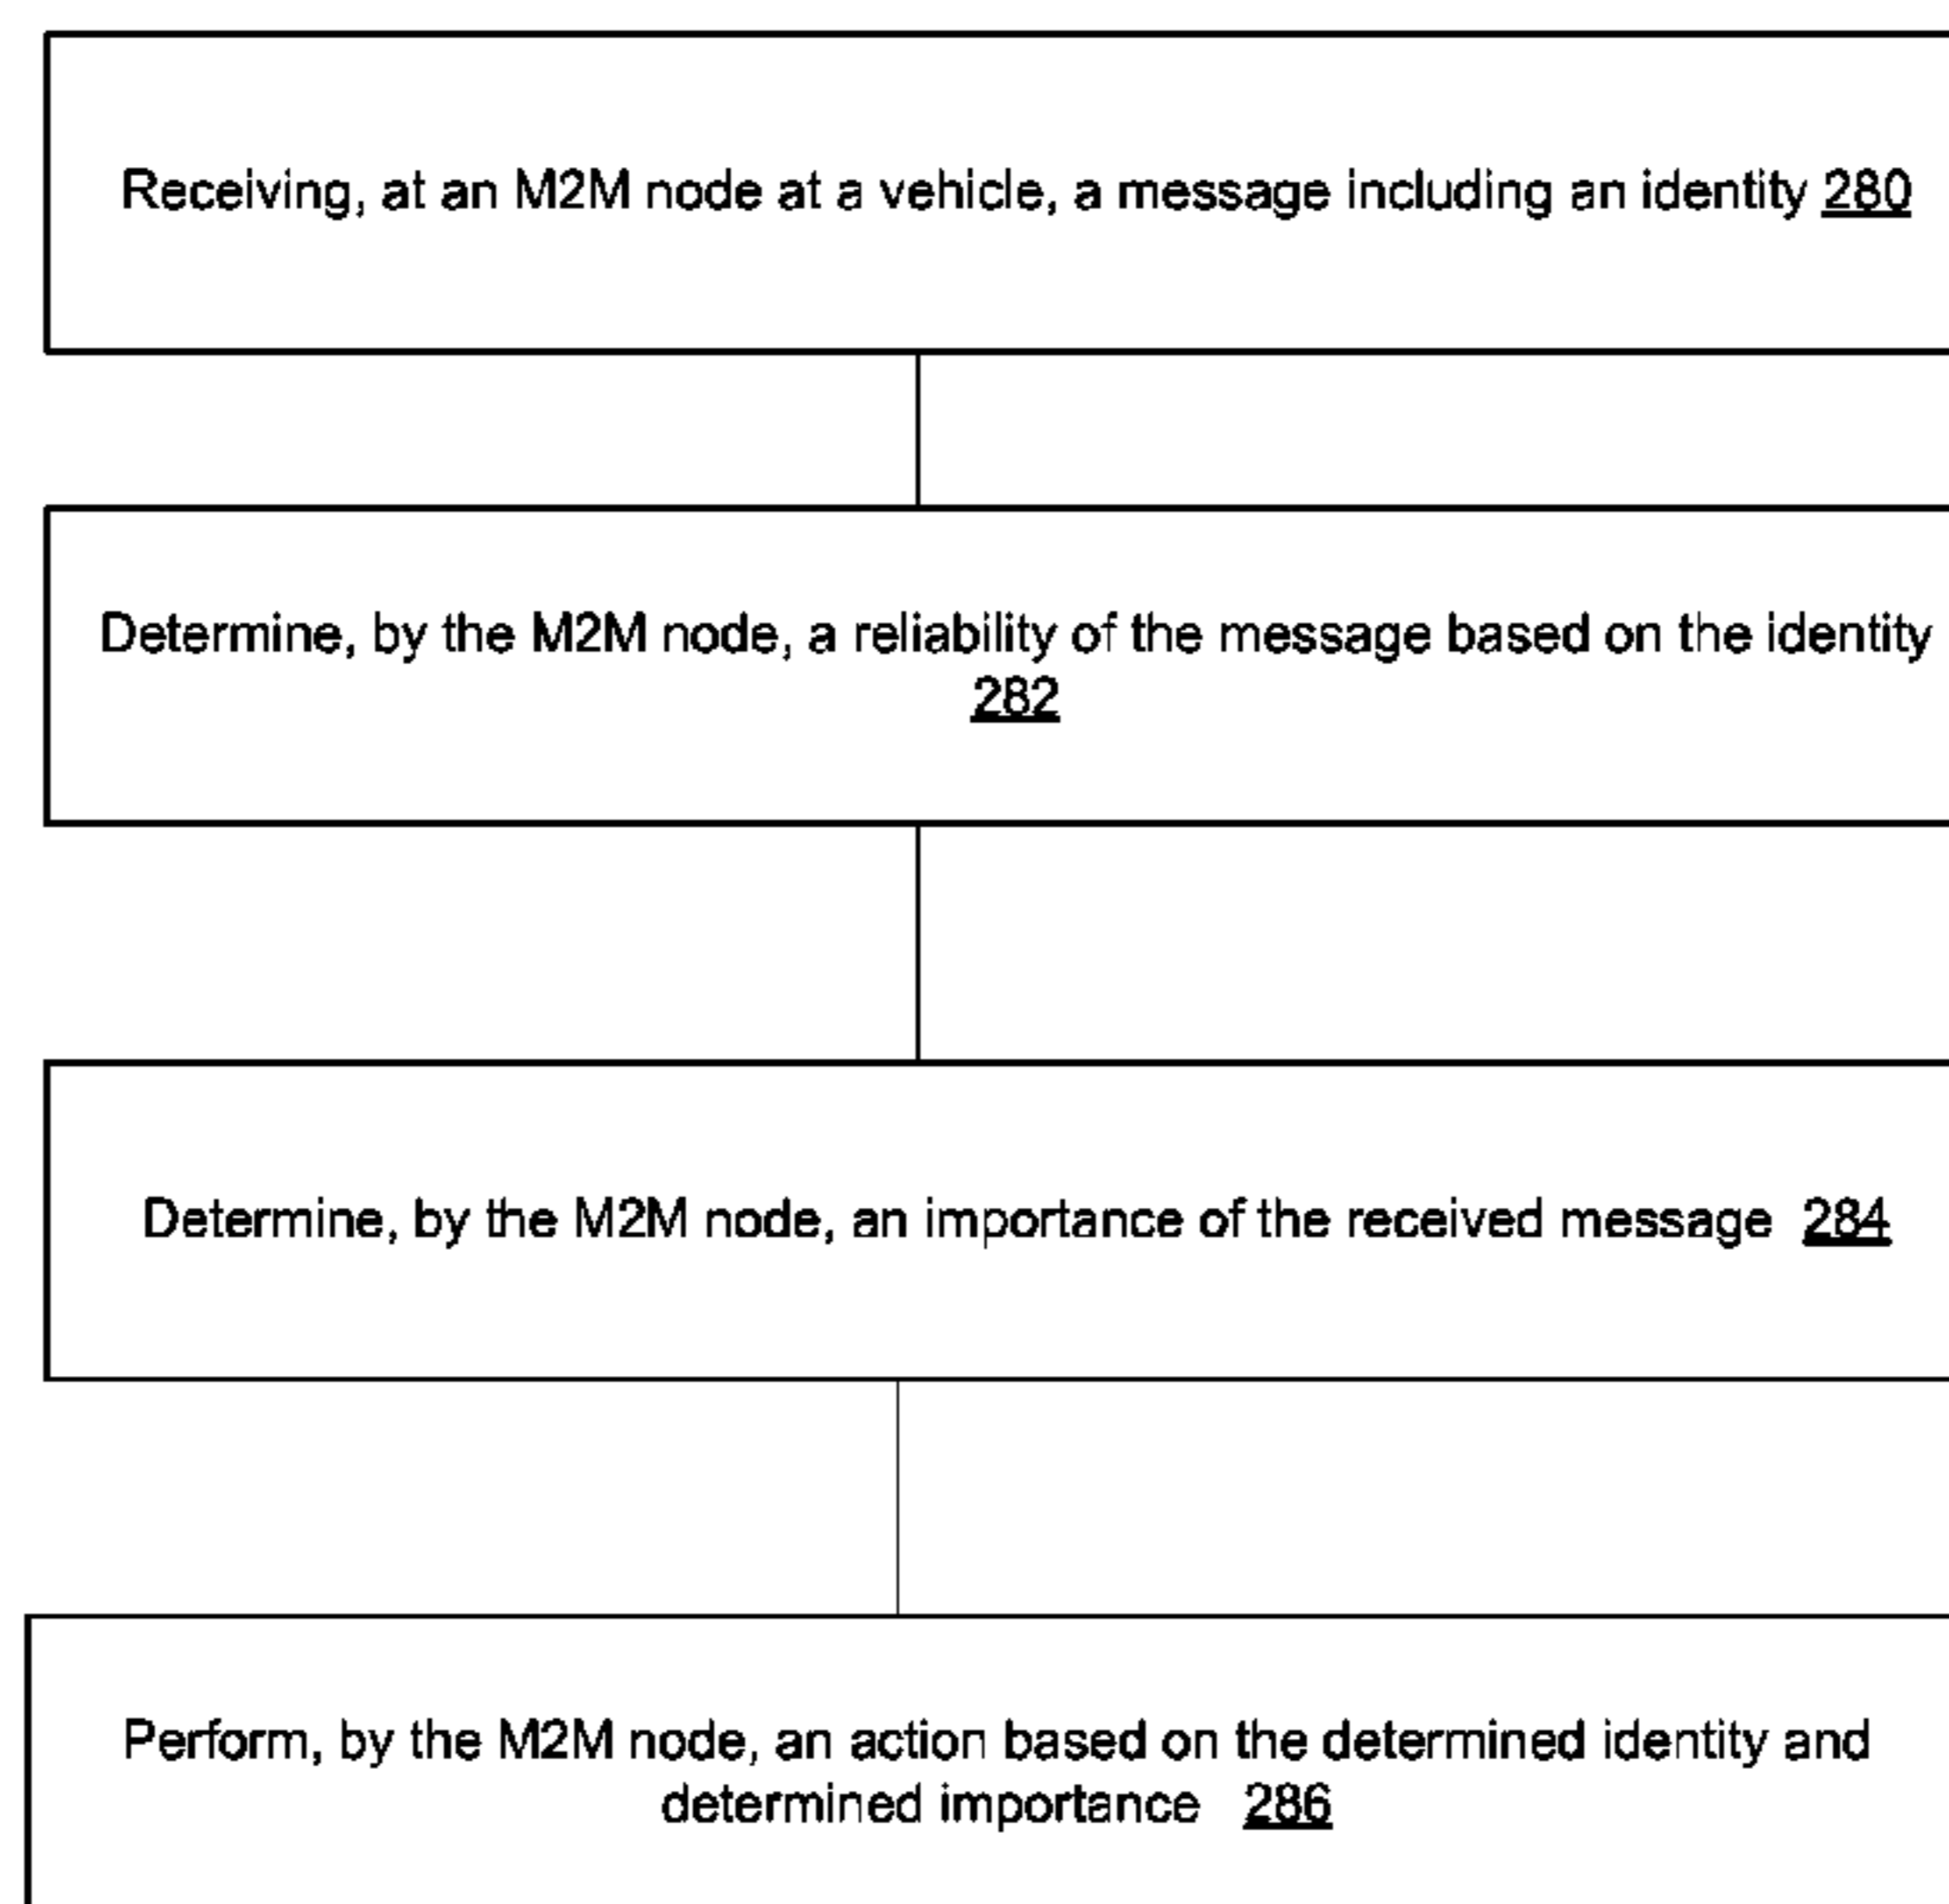 Receiving, at an M2M node at a vehicle, a message including an identity 280
Determine, by the M2M node, a reliability of the message based on the identity
282
Determine, by the M2M node, an importance of the received message 284
Perform, by the M2M node, an action based on the determined identity and
determined importance 286